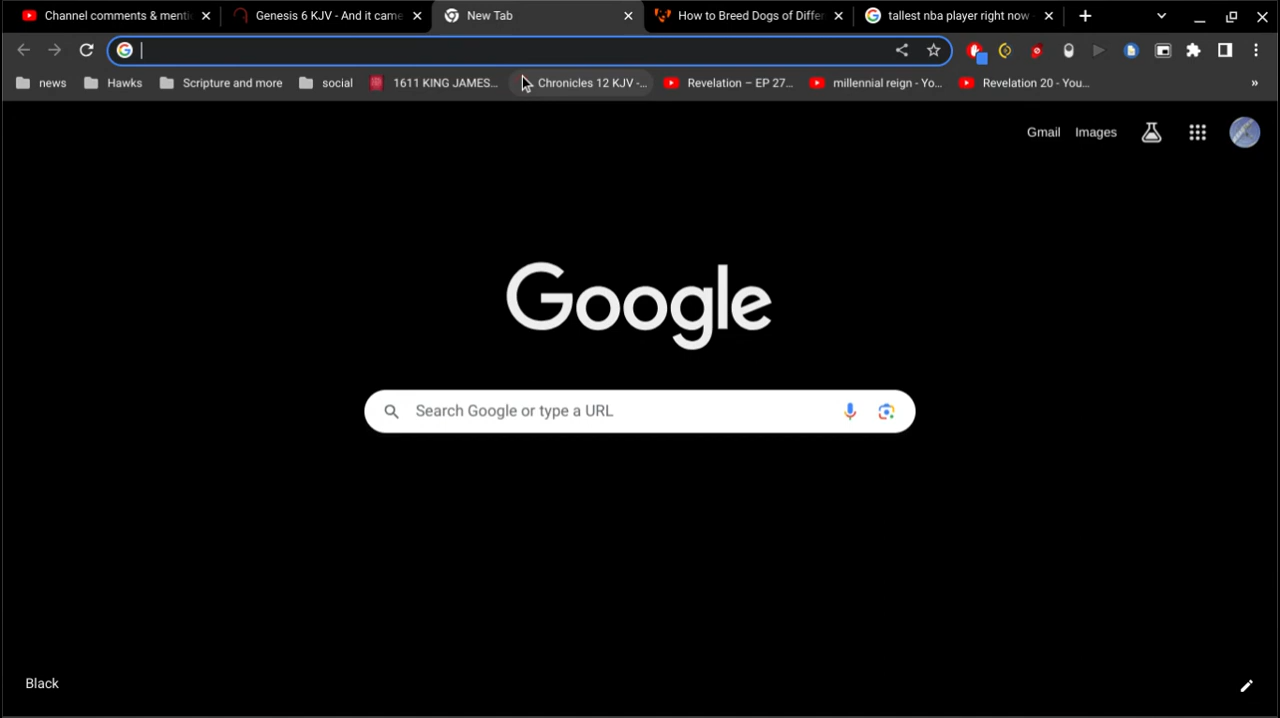 Channel comments & menti
Genesis 6 KJV - And it came
New Tab
How to Breed Dogs of Differ
tallest nba player right now
news
Hawks
Scripture and more
social
1611 KING JAMES...
Chronicles 12 KJV -...
Revelation – EP 27...
millennial reign - Yo...
Revelation 20 - You...
Gmail
Images
Google
Search Google or type a URL
Black